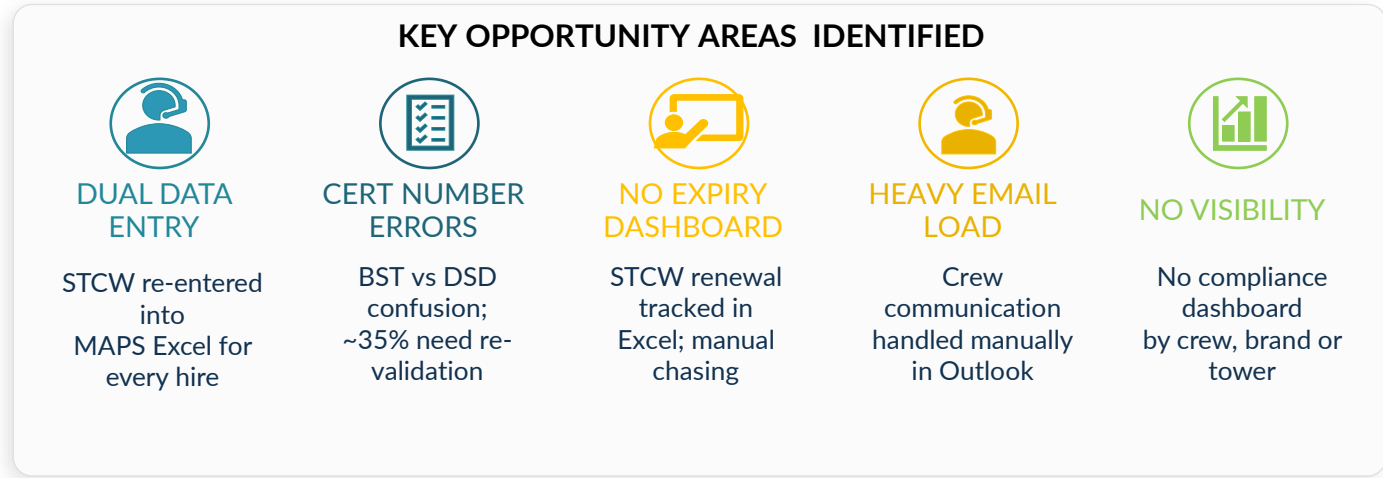 KEY OPPORTUNITY AREAS  IDENTIFIED
DUAL DATA
ENTRY
STCW re-entered
into
MAPS Excel for
every hire
CERT NUMBER
ERRORS
BST vs DSD
confusion;
~35% need re-
validation
NO EXPIRY
DASHBOARD
STCW renewal
tracked in
Excel; manual
chasing
HEAVY EMAIL
LOAD
Crew
communication
handled manually
in Outlook
NO VISIBILITY
No compliance
dashboard
by crew, brand or
tower